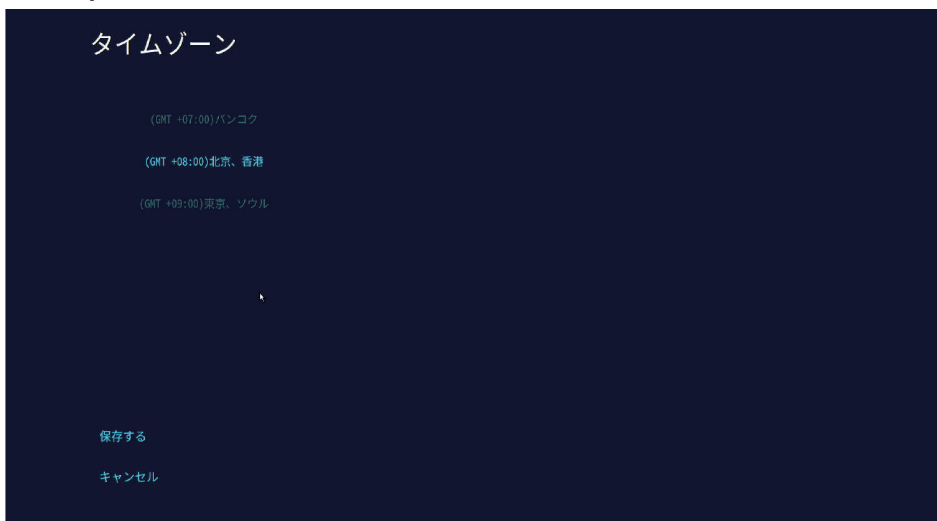 タイムゾーン
(GMT +07:00)バンコク
(GMT +08:00)北京、香港
(GMT +09:00)東京、ソウル
保存する
キャンセル